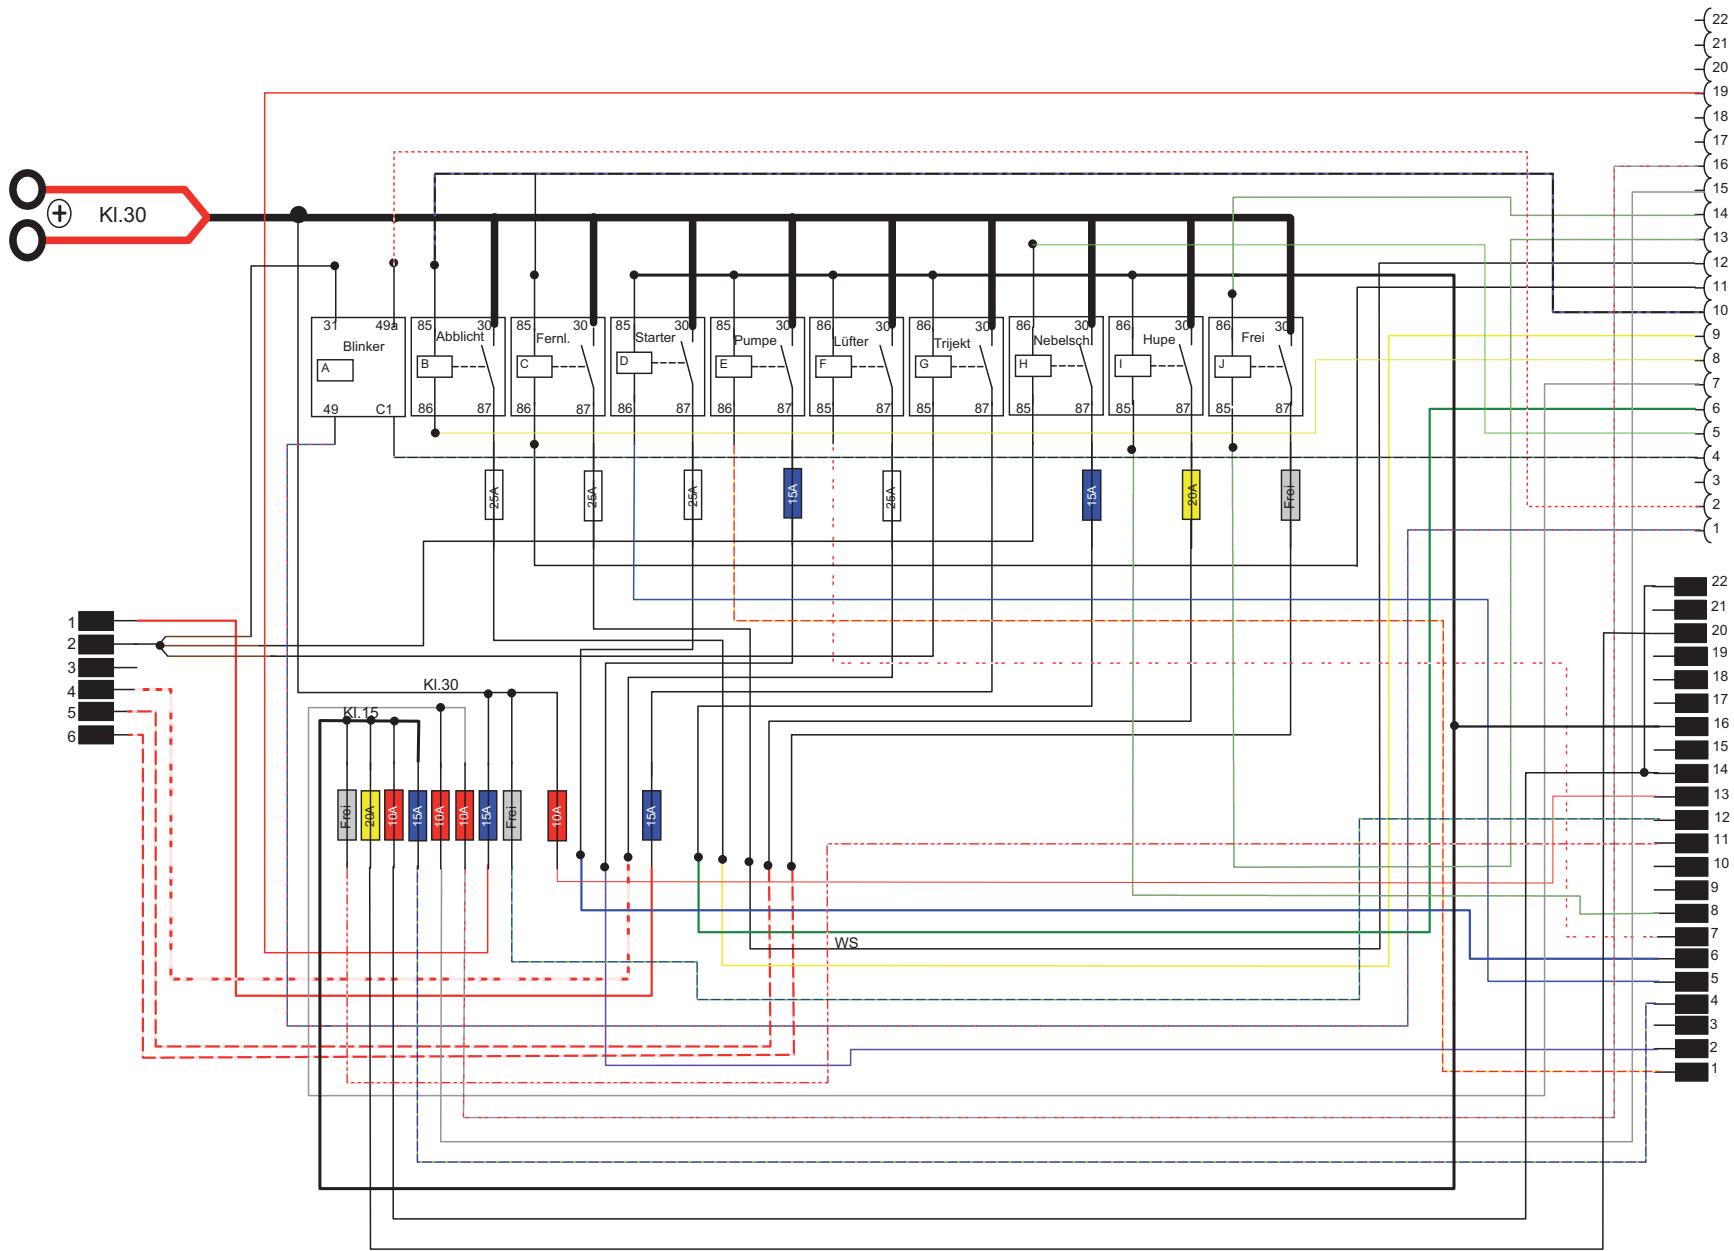 22
21
20
19
18
17
16
15
14
13
12
11
10
9
8
7
6
5
4
3
2
1
+ Kl.30
31 49a
Blinker
A
49 C1
85 30
Abblicht
B
86 87
85 30
Fernl.
C
86 87
85 30
Starter
D
86 87
86 30
Pumpe
E
85 87
86 30
Lüfter
F
85 87
86 30
Trijekt
G
85 87
86 30
Nebelsch
H
85 87
86 30
Hupe
I
85 87
86 30
Frei
J
85 87
25A
25A
25A
15A
25A
15A
20A
Frei
1
2
3
4
5
6
Kl.30
Kl.15
Frei
20A
10A
15A
10A
10A
15A
Frei
10A
15A
WS
22
21
20
19
18
17
16
15
14
13
12
11
10
9
8
7
6
5
4
3
2
1